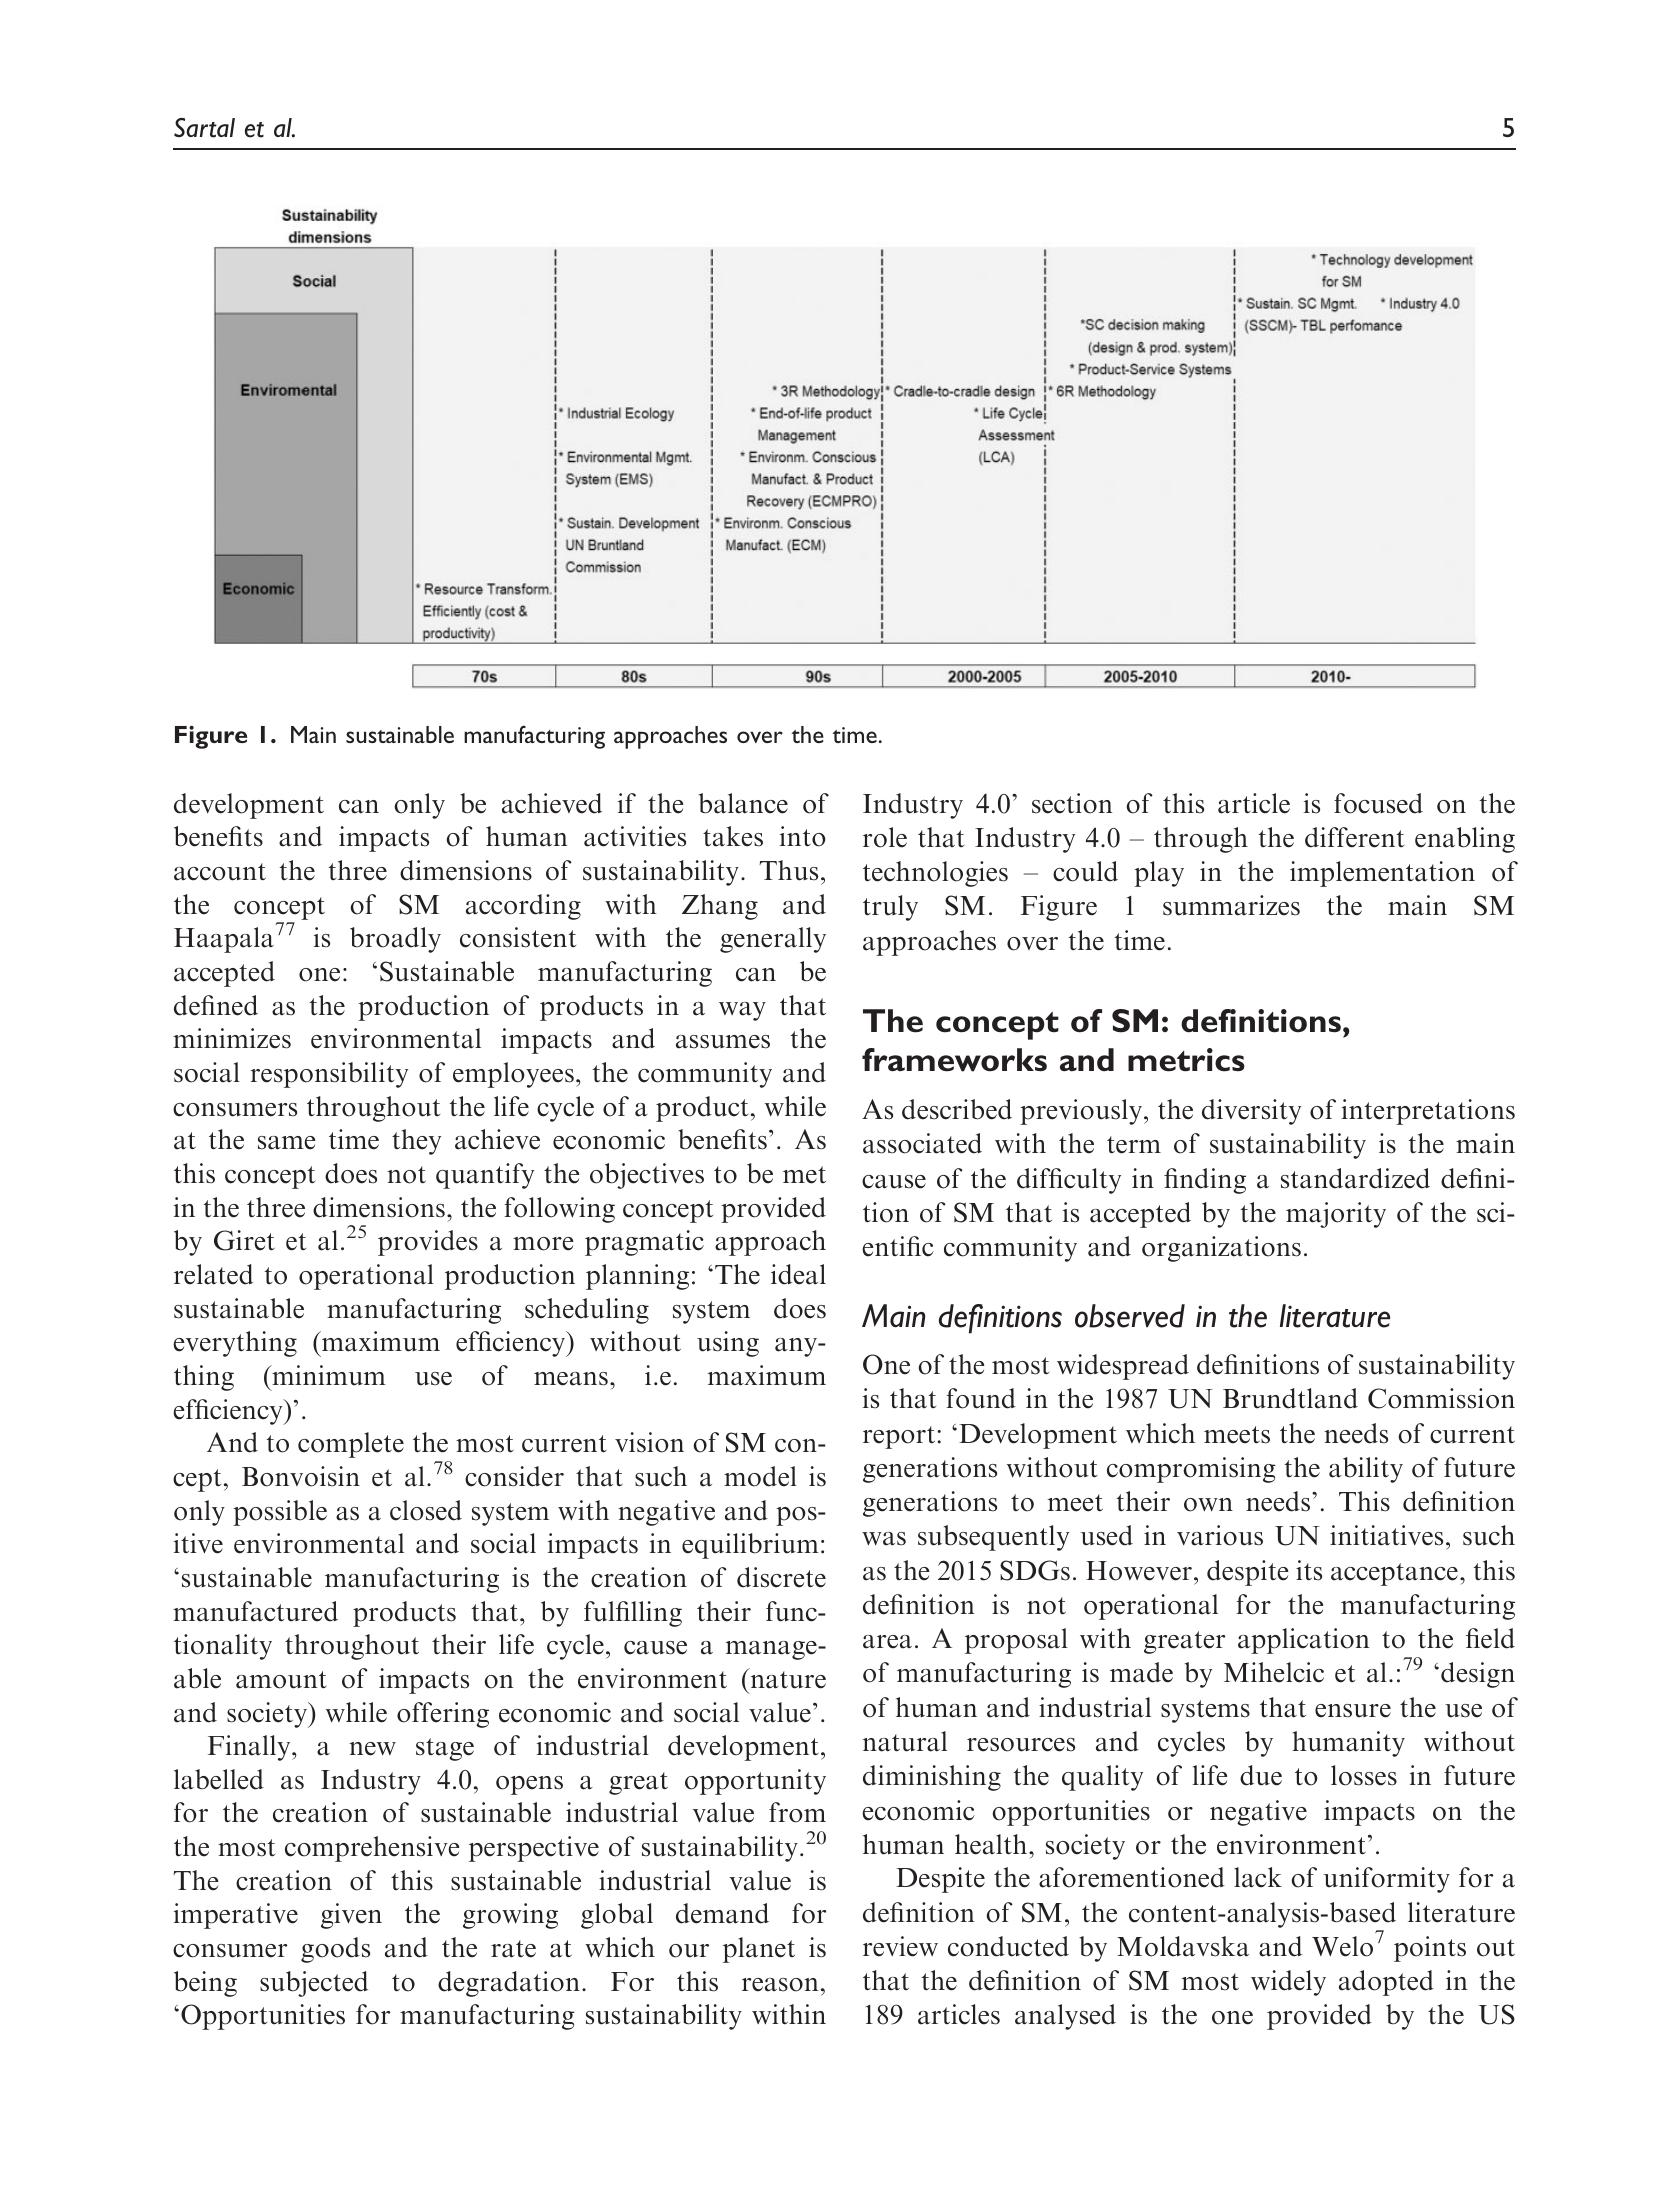 Sartal et al.
5
Sustainability
dimensions
Social
Enviromental
Economic
* Resource Transform.
Efficiently (cost &
productivity)
* Industrial Ecology
* Environmental Mgmt.
System (EMS)
* Sustain. Development
UN Bruntland
Commission
* 3R Methodology
* End-of-life product
Management
* Environm. Conscious
Manufact. & Product
Recovery (ECMPRO)
* Environm. Conscious
Manufact. (ECM)
* Cradle-to-cradle design
* Life Cycle
Assessment
(LCA)
*SC decision making
(design & prod. system)
* Product-Service Systems
* 6R Methodology
* Technology development
for SM
* Sustain. SC Mgmt.
(SSCM)- TBL perfomance
* Industry 4.0
70s
80s
90s
2000-2005
2005-2010
2010-
Figure 1. Main sustainable manufacturing approaches over the time.
development can only be achieved if the balance of
benefits and impacts of human activities takes into
account the three dimensions of sustainability. Thus,
the concept of SM according with Zhang and
Haapala77 is broadly consistent with the generally
accepted one: ‘Sustainable manufacturing can be
defined as the production of products in a way that
minimizes environmental impacts and assumes the
social responsibility of employees, the community and
consumers throughout the life cycle of a product, while
at the same time they achieve economic benefits’. As
this concept does not quantify the objectives to be met
in the three dimensions, the following concept provided
by Giret et al.25 provides a more pragmatic approach
related to operational production planning: ‘The ideal
sustainable manufacturing scheduling system does
everything (maximum efficiency) without using any-
thing (minimum use of means, i.e. maximum
efficiency)’.
And to complete the most current vision of SM con-
cept, Bonvoisin et al.78 consider that such a model is
only possible as a closed system with negative and pos-
itive environmental and social impacts in equilibrium:
‘sustainable manufacturing is the creation of discrete
manufactured products that, by fulfilling their func-
tionality throughout their life cycle, cause a manage-
able amount of impacts on the environment (nature
and society) while offering economic and social value’.
Finally, a new stage of industrial development,
labelled as Industry 4.0, opens a great opportunity
for the creation of sustainable industrial value from
the most comprehensive perspective of sustainability.20
The creation of this sustainable industrial value is
imperative given the growing global demand for
consumer goods and the rate at which our planet is
being subjected to degradation. For this reason,
‘Opportunities for manufacturing sustainability within
Industry 4.0’ section of this article is focused on the
role that Industry 4.0 – through the different enabling
technologies – could play in the implementation of
truly SM. Figure 1 summarizes the main SM
approaches over the time.
The concept of SM: definitions,
frameworks and metrics
As described previously, the diversity of interpretations
associated with the term of sustainability is the main
cause of the difficulty in finding a standardized defini-
tion of SM that is accepted by the majority of the sci-
entific community and organizations.
Main definitions observed in the literature
One of the most widespread definitions of sustainability
is that found in the 1987 UN Brundtland Commission
report: ‘Development which meets the needs of current
generations without compromising the ability of future
generations to meet their own needs’. This definition
was subsequently used in various UN initiatives, such
as the 2015 SDGs. However, despite its acceptance, this
definition is not operational for the manufacturing
area. A proposal with greater application to the field
of manufacturing is made by Mihelcic et al.:79 ‘design
of human and industrial systems that ensure the use of
natural resources and cycles by humanity without
diminishing the quality of life due to losses in future
economic opportunities or negative impacts on the
human health, society or the environment’.
Despite the aforementioned lack of uniformity for a
definition of SM, the content-analysis-based literature
review conducted by Moldavska and Welo7 points out
that the definition of SM most widely adopted in the
189 articles analysed is the one provided by the US